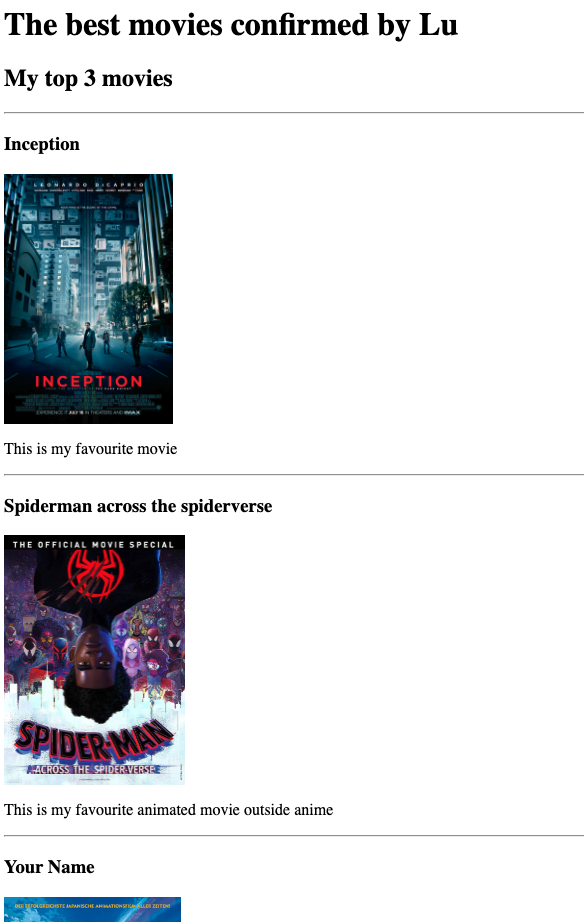 The best movies confirmed by Lu
My top 3 movies
Inception
LEONARDO DiCAPRIO
INCEPTION
EXPERIENCE IT JULY 16 IN THEATERS AND IMAX
This is my favourite movie
Spiderman across the spiderverse
THE OFFICIAL MOVIE SPECIAL
SPIDER-MAN
ACROSS THE SPIDER-VERSE
This is my favourite animated movie outside anime
Your Name
DER ERFOLGREICHSTE JAPANISCHE ANIMATIONSFILM ALLER ZEITEN!